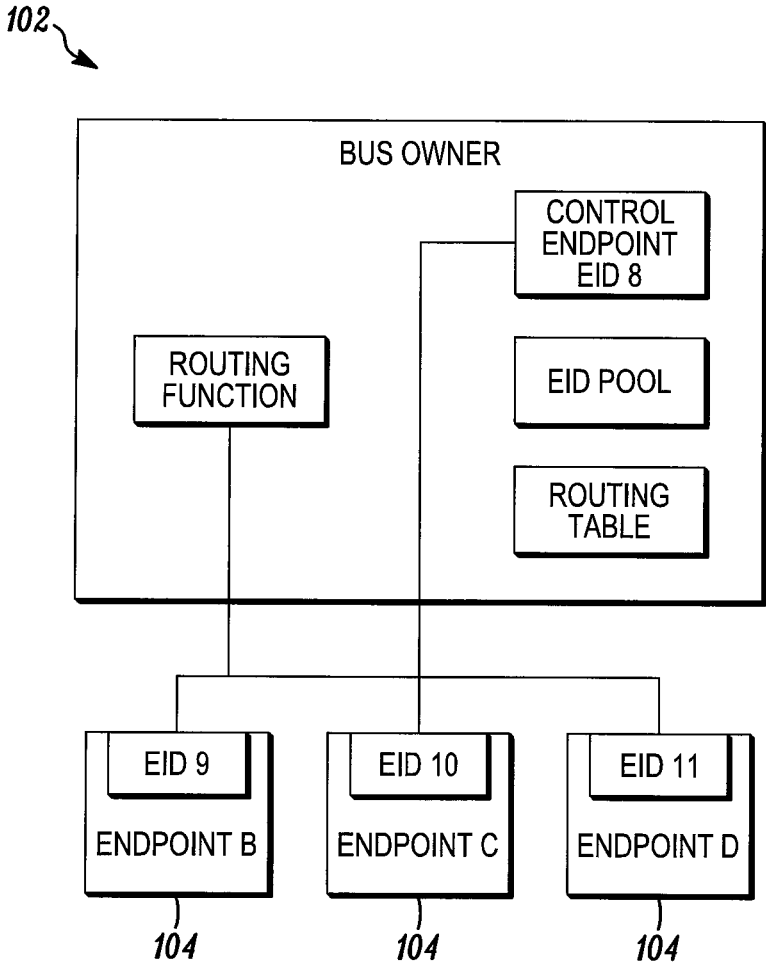 102
BUS OWNER
CONTROL
ENDPOINT
EID 8
ROUTING
FUNCTION
EID POOL
ROUTING
TABLE
EID 9
EID 10
EID 11
ENDPOINT B
ENDPOINT C
ENDPOINT D
104
104
104